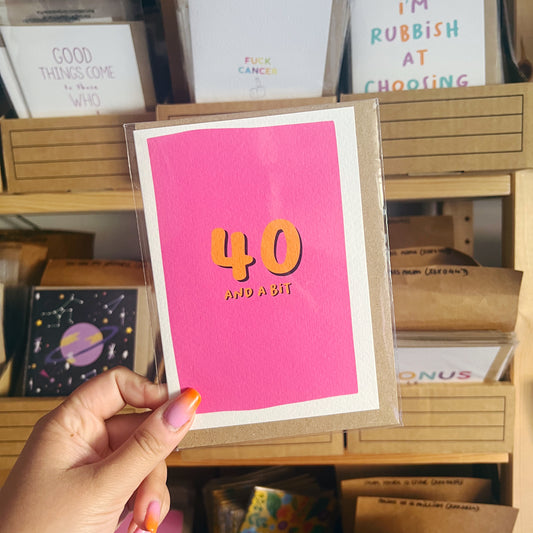 GOOD
THINGS COME
to those WHO
FUCK
CANCER
I'M
RUBBISH
AT
CHOOSING
40
AND A BIT
ONUS